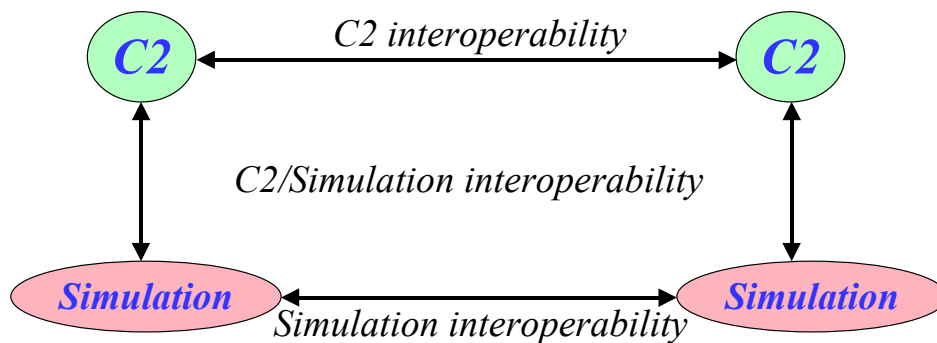 C2 interoperability
C2 C2
C2/Simulation interoperability
Simulation Simulation
Simulation interoperability